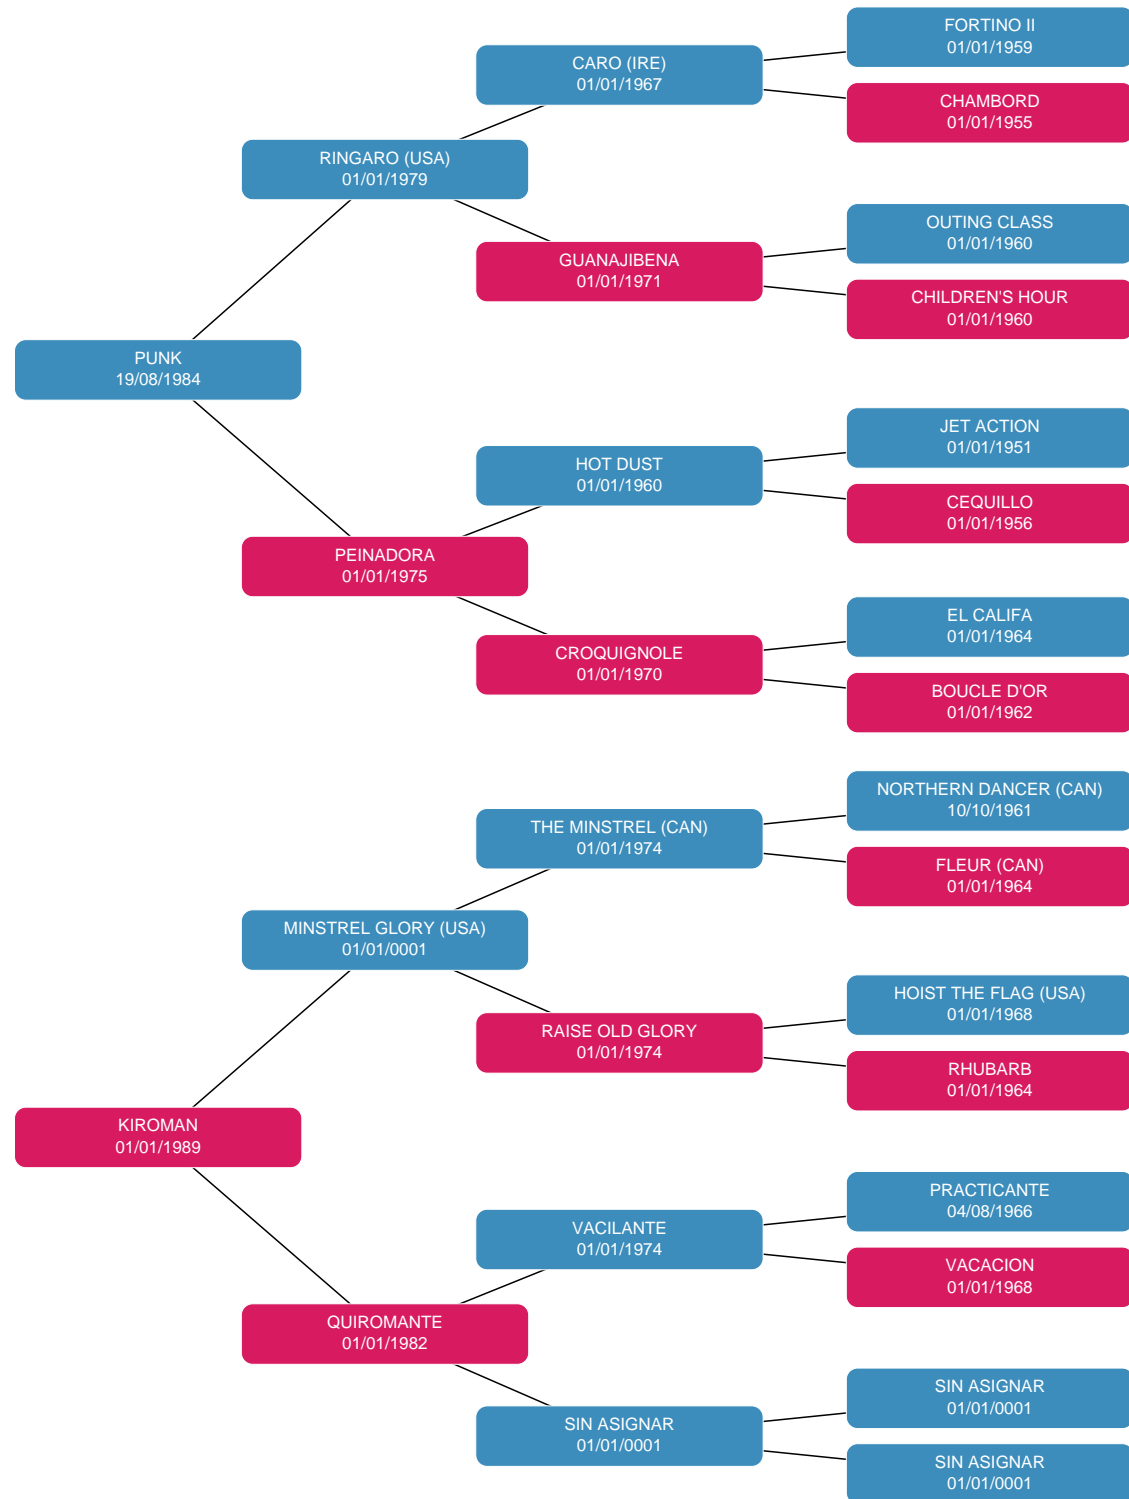 FORTINO II
01/01/1959
CARO (IRE)
01/01/1967
CHAMBORD
01/01/1955
RINGARO (USA)
01/01/1979
OUTING CLASS
01/01/1960
GUANAJIBENA
01/01/1971
CHILDREN'S HOUR
01/01/1960
PUNK
19/08/1984
JET ACTION
01/01/1951
HOT DUST
01/01/1960
CEQUILLO
01/01/1956
PEINADORA
01/01/1975
EL CALIFA
01/01/1964
CROQUIGNOLE
01/01/1970
BOUCLE D'OR
01/01/1962
NORTHERN DANCER (CAN)
10/10/1961
THE MINSTREL (CAN)
01/01/1974
FLEUR (CAN)
01/01/1964
MINSTREL GLORY (USA)
01/01/0001
HOIST THE FLAG (USA)
01/01/1968
RAISE OLD GLORY
01/01/1974
RHUBARB
01/01/1964
KIROMAN
01/01/1989
PRACTICANTE
04/08/1966
VACILANTE
01/01/1974
VACACION
01/01/1968
QUIROMANTE
01/01/1982
SIN ASIGNAR
01/01/0001
SIN ASIGNAR
01/01/0001
SIN ASIGNAR
01/01/0001